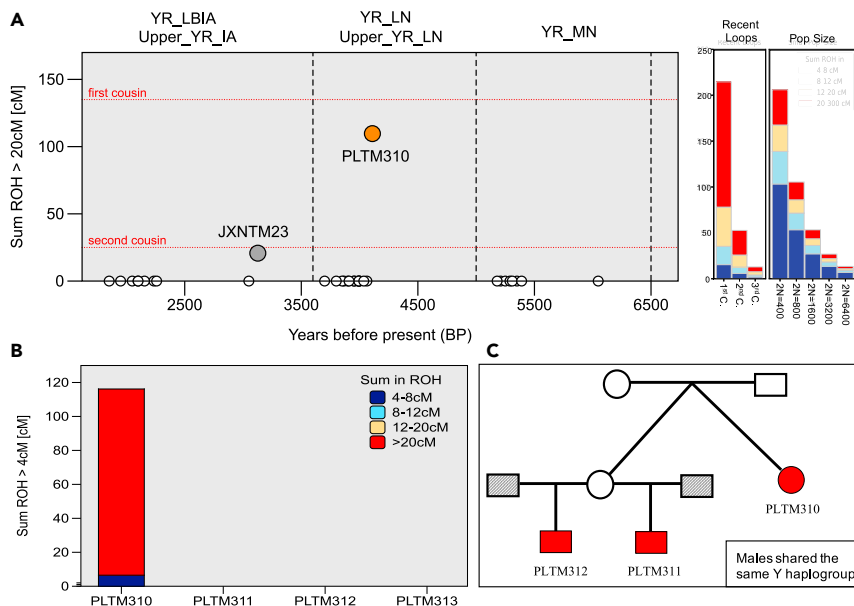 A
YR_LBIA
Upper_YR_IA
YR_LN
Upper_YR_LN
YR_MN
Sum ROH > 20cM [cM]
150
100
50
0
first cousin
second cousin
PLTM310
JXNTM23
2500
3500
4500
5500
6500
Years before present (BP)
Recent
Loops
Pop Size
250
200
150
100
50
0
Sum ROH in
4-8 cM
8-12 cM
12-20 cM
20-300 cM
1st C.
2nd C.
3rd C.
2N=400
2N=800
2N=1600
2N=3200
2N=6400
B
Sum ROH > 4cM [cM]
120
100
80
60
40
20
0
Sum in ROH
4-8cM
8-12cM
12-20cM
>20cM
PLTM310
PLTM311
PLTM312
PLTM313
C
PLTM310
PLTM312
PLTM311
Males shared the
same Y haplogroup